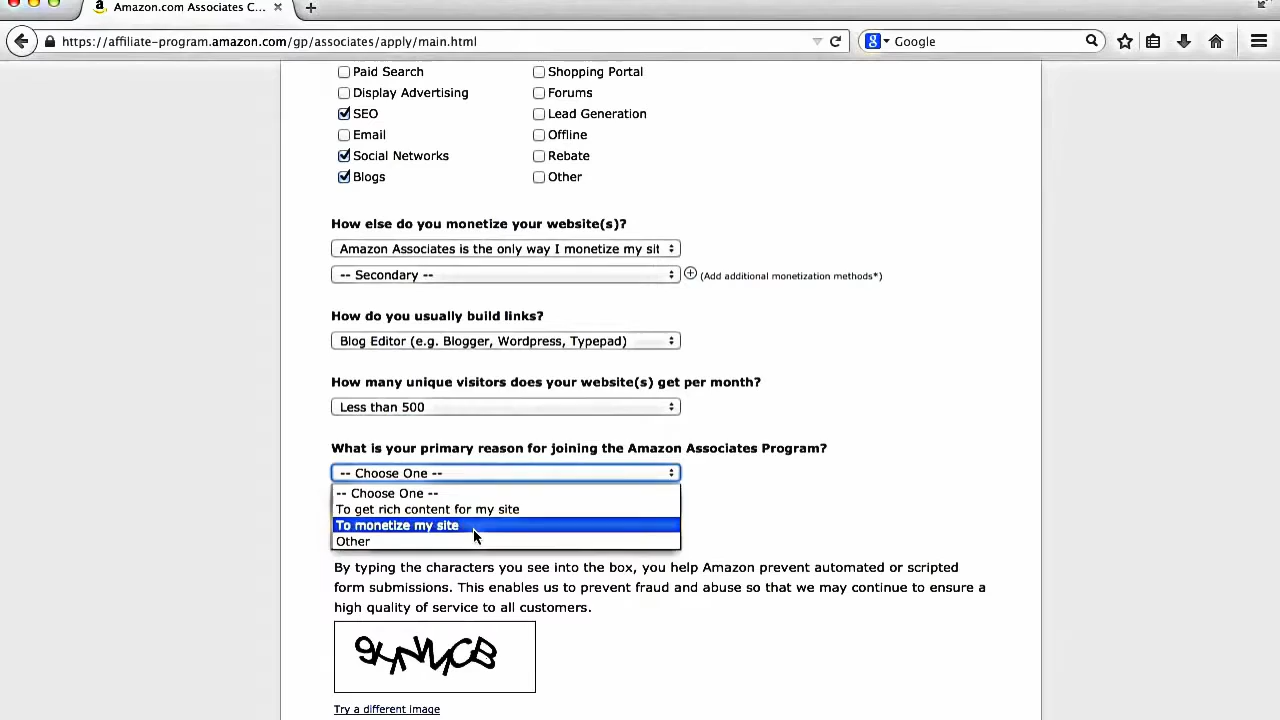 Amazon.com Associates C...
https://affiliate-program.amazon.com/gp/associates/apply/main.html
Google
Paid Search
Shopping Portal
Display Advertising
Forums
SEO
Lead Generation
Email
Offline
Social Networks
Rebate
Blogs
Other
How else do you monetize your website(s)?
Amazon Associates is the only way I monetize my sit
-- Secondary --
(Add additional monetization methods*)
How do you usually build links?
Blog Editor (e.g. Blogger, Wordpress, Typepad)
How many unique visitors does your website(s) get per month?
Less than 500
What is your primary reason for joining the Amazon Associates Program?
-- Choose One --
-- Choose One --
To get rich content for my site
To monetize my site
Other
By typing the characters you see into the box, you help Amazon prevent automated or scripted
form submissions. This enables us to prevent fraud and abuse so that we may continue to ensure a
high quality of service to all customers.
Try a different image